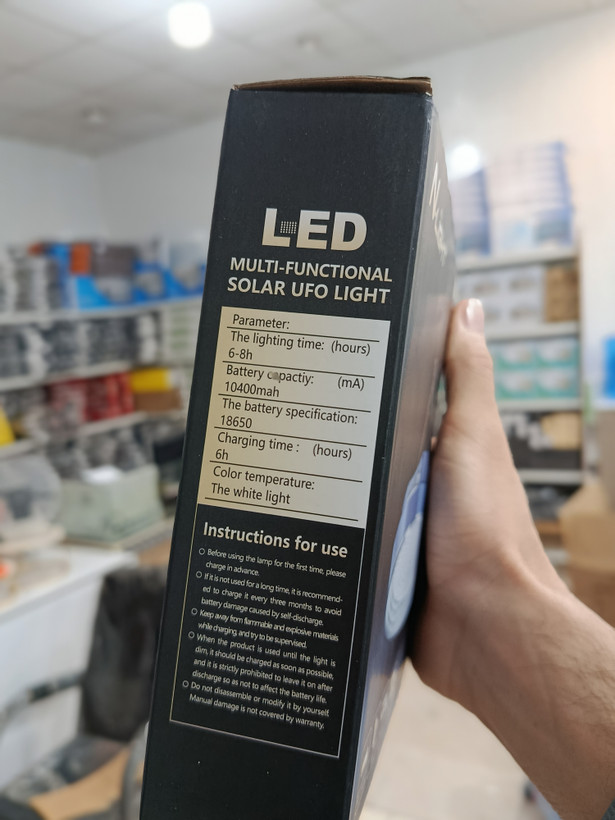 LED
MULTI-FUNCTIONAL
SOLAR UFO LIGHT
Parameter:
The lighting time: (hours)
6-8h
Battery capactiy: (mA)
10400mah
The battery specification:
18650
Charging time : (hours)
6h
Color temperature:
The white light
Instructions for use
○ Before using the lamp for the first time, please
charge in advance.
○ If it is not used for a long time, it is recommend-
ed to charge it every three months to avoid
battery damage caused by self-discharge.
○ Keep away from flammable and explosive materials
while charging, and try to be supervised.
○ When the product is used until the light is
dim, it should be charged as soon as possible,
and it is strictly prohibited to leave it on after
discharge so as not to affect the battery life.
○ Do not disassemble or modify it by yourself.
Manual damage is not covered by warranty.